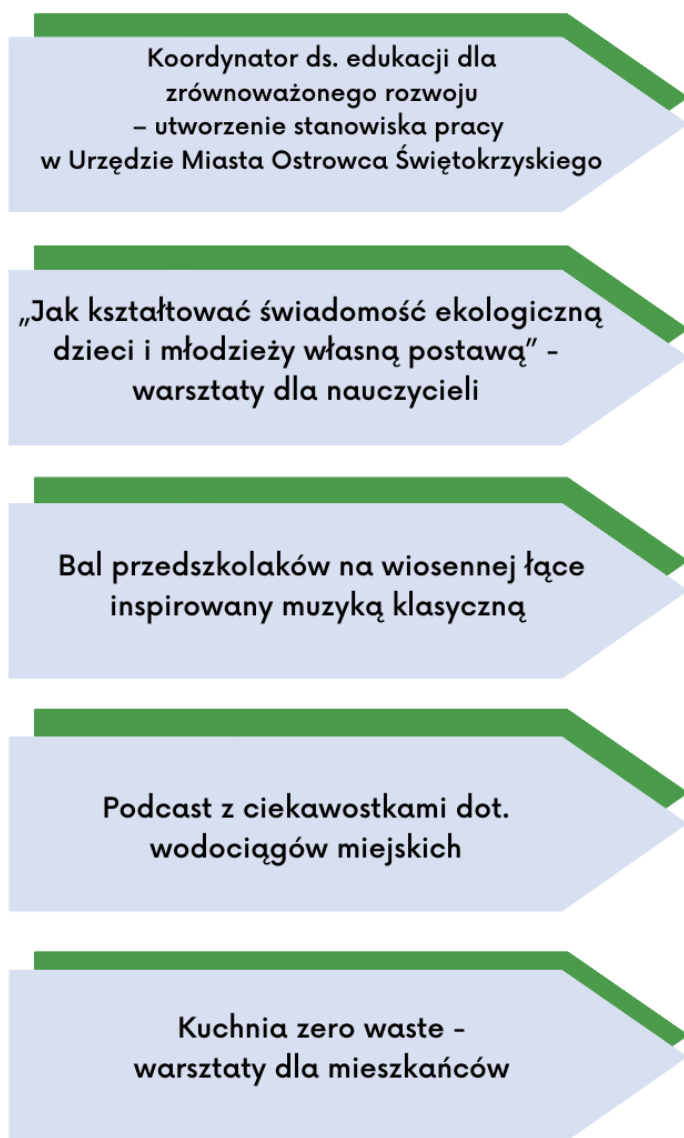 Koordynator ds. edukacji dla
zrównoważonego rozwoju
– utworzenie stanowiska pracy
w Urzędzie Miasta Ostrowca Świętokrzyskiego
„Jak kształtować świadomość ekologiczną
dzieci i młodzieży własną postawą” -
warsztaty dla nauczycieli
Bal przedszkolaków na wiosennej łące
inspirowany muzyką klasyczną
Podcast z ciekawostkami dot.
wodociągów miejskich
Kuchnia zero waste -
warsztaty dla mieszkańców